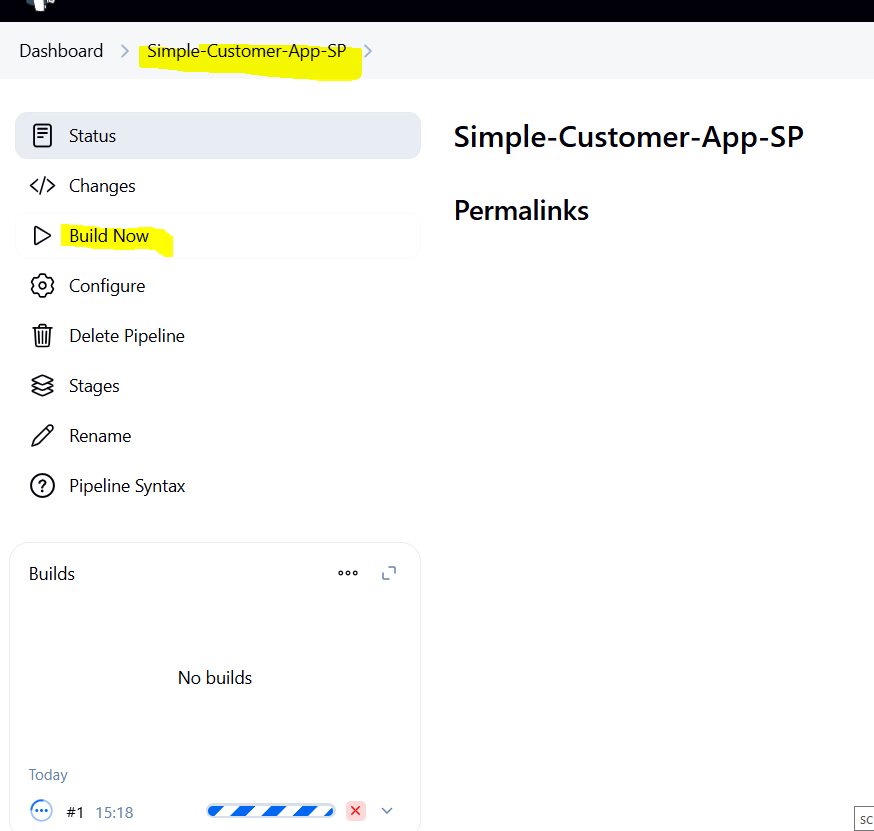 Dashboard > Simple-Customer-App-SP >
Status
Changes
Build Now
Configure
Delete Pipeline
Stages
Rename
Pipeline Syntax
Simple-Customer-App-SP
Permalinks
Builds
No builds
Today
#1 15:18
sc